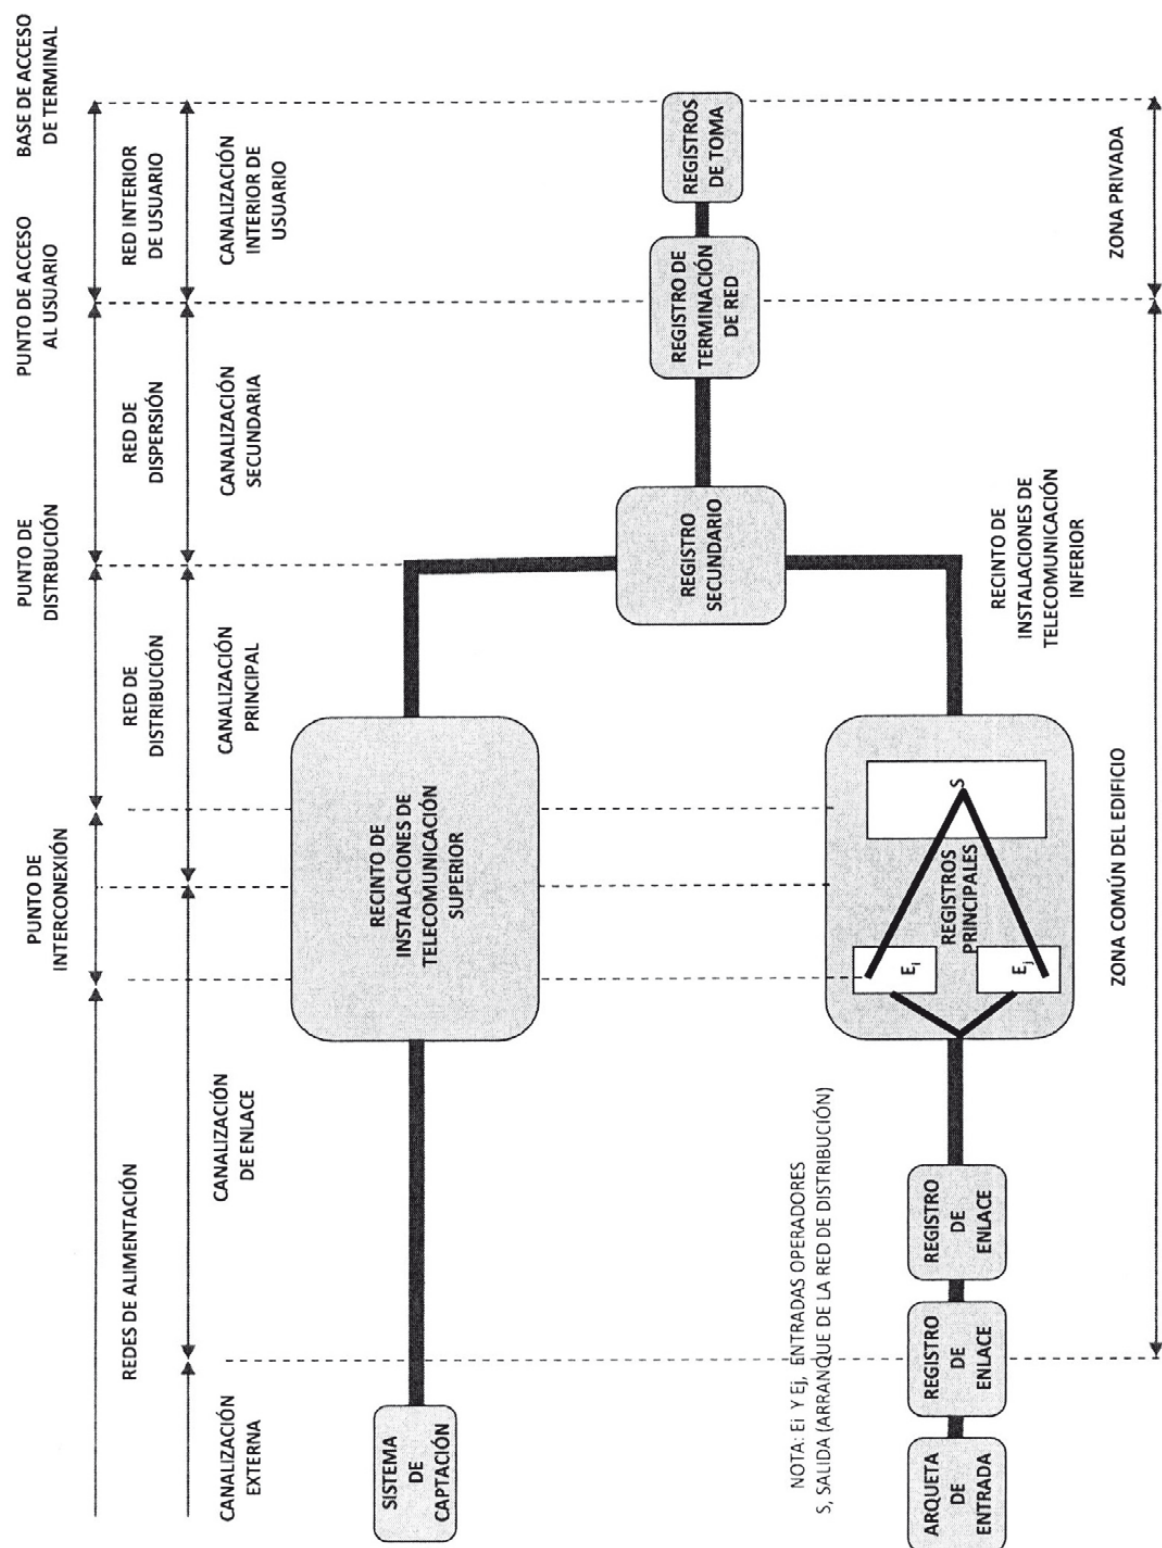 PUNTO DE
INTERCONEXIÓN
PUNTO DE
DISTRIBUCIÓN
PUNTO DE ACCESO
AL USUARIO
BASE DE ACCESO
DE TERMINAL
REDES DE ALIMENTACIÓN
RED DE
DISTRIBUCIÓN
RED DE
DISPERSIÓN
RED INTERIOR
DE USUARIO
CANALIZACIÓN
EXTERNA
CANALIZACIÓN
DE ENLACE
CANALIZACIÓN
PRINCIPAL
CANALIZACIÓN
SECUNDARIA
CANALIZACIÓN
INTERIOR DE
USUARIO
SISTEMA
DE
CAPTACIÓN
RECINTO DE
INSTALACIONES DE
TELECOMUNICACIÓN
SUPERIOR
REGISTRO
SECUNDARIO
REGISTRO DE
TERMINACIÓN
DE RED
REGISTROS
DE TOMA
NOTA: Ei Y Ej, ENTRADAS OPERADORES
S, SALIDA (ARRANQUE DE LA RED DE DISTRIBUCIÓN)
ARQUETA
DE
ENTRADA
REGISTRO
DE
ENLACE
REGISTRO
DE
ENLACE
Ei
Ej
REGISTROS
PRINCIPALES
S
RECINTO DE
INSTALACIONES DE
TELECOMUNICACIÓN
INFERIOR
ZONA COMÚN DEL EDIFICIO
ZONA PRIVADA